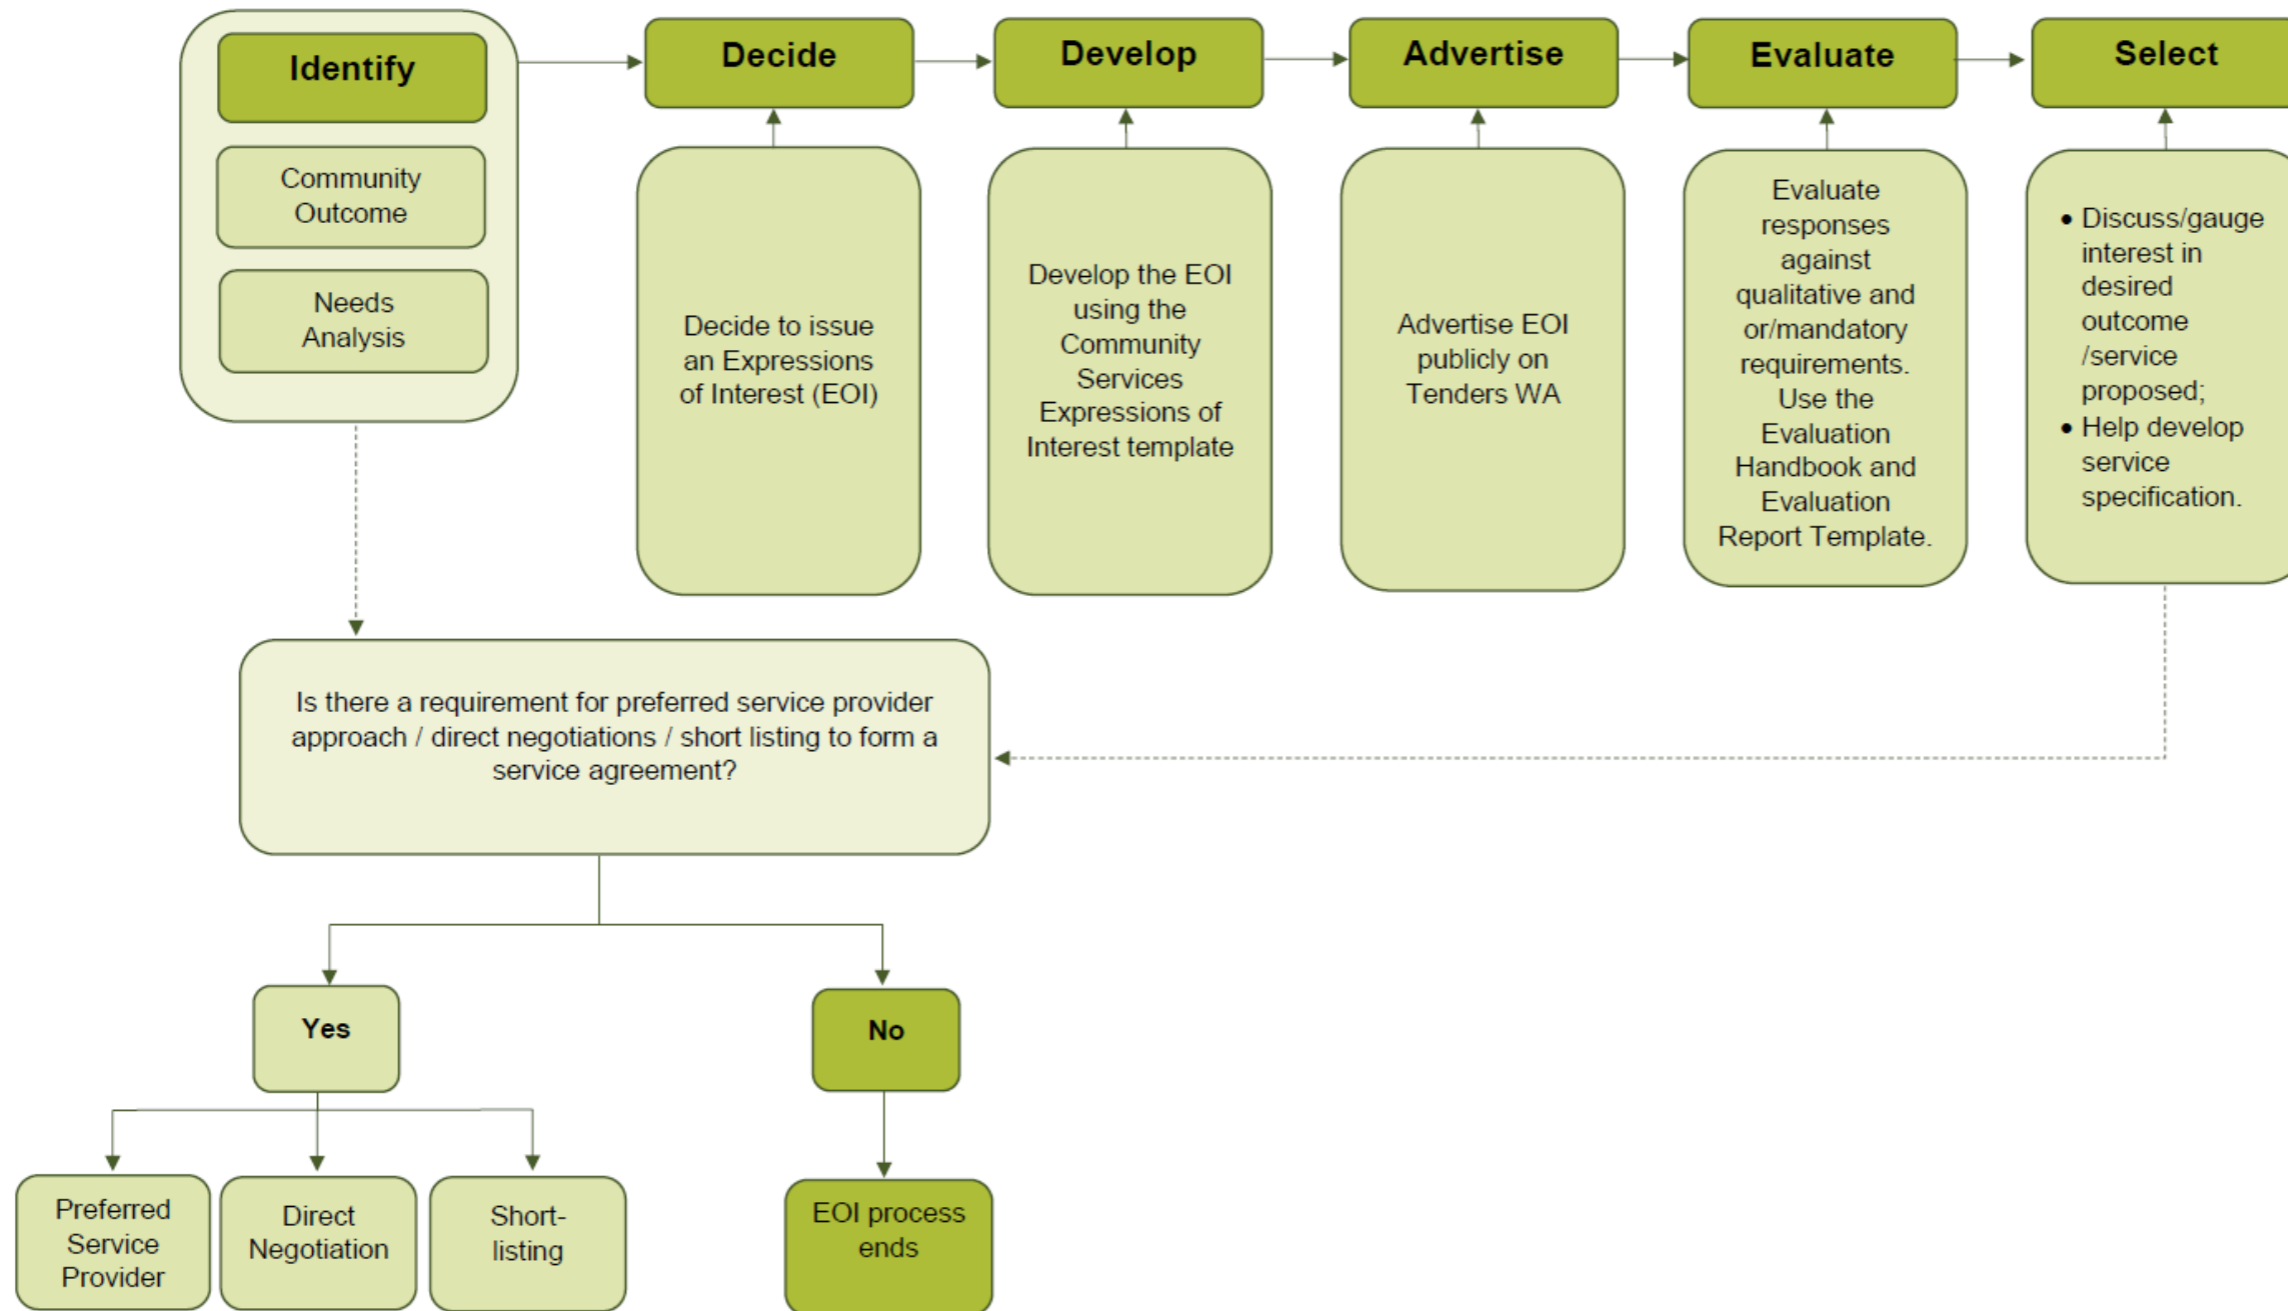 Identify
Community
Outcome
Needs
Analysis
Decide
Decide to issue
an Expressions
of Interest (EOI)
Develop
Develop the EOI
using the
Community
Services
Expressions of
Interest template
Advertise
Advertise EOI
publicly on
Tenders WA
Evaluate
Evaluate
responses
against
qualitative and
or/mandatory
requirements.
Use the
Evaluation
Handbook and
Evaluation
Report Template.
Select
• Discuss/gauge
interest in
desired
outcome
/service
proposed;
• Help develop
service
specification.
Is there a requirement for preferred service provider
approach / direct negotiations / short listing to form a
service agreement?
Yes
No
Preferred
Service
Provider
Direct
Negotiation
Short-
listing
EOI process
ends